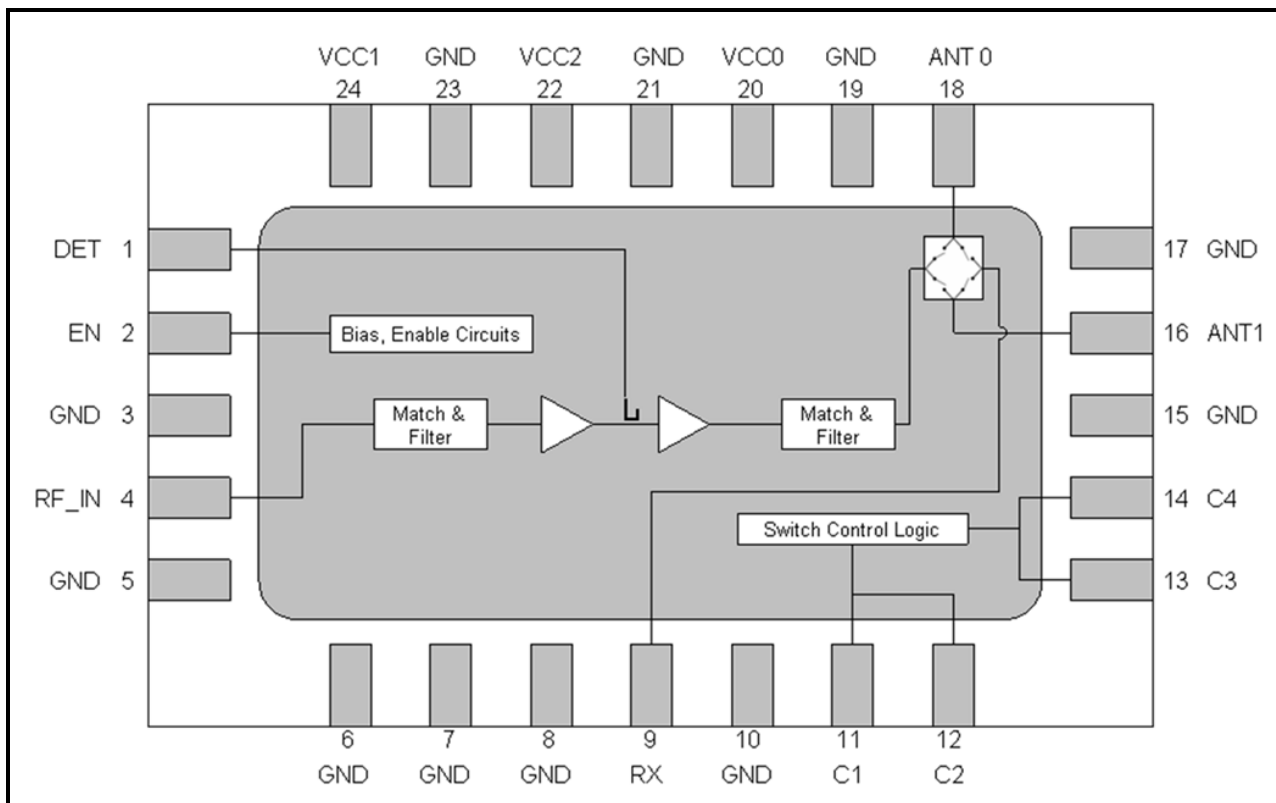 VCC1 GND VCC2 GND VCC0 GND ANT 0
24 23 22 21 20 19 18
DET 1
17 GND
EN 2
Bias, Enable Circuits
16 ANT1
GND 3
Match &
Filter
Match &
Filter
15 GND
RF_IN 4
14 C4
Switch Control Logic
GND 5
13 C3
6 7 8 9 10 11 12
GND GND GND RX GND C1 C2